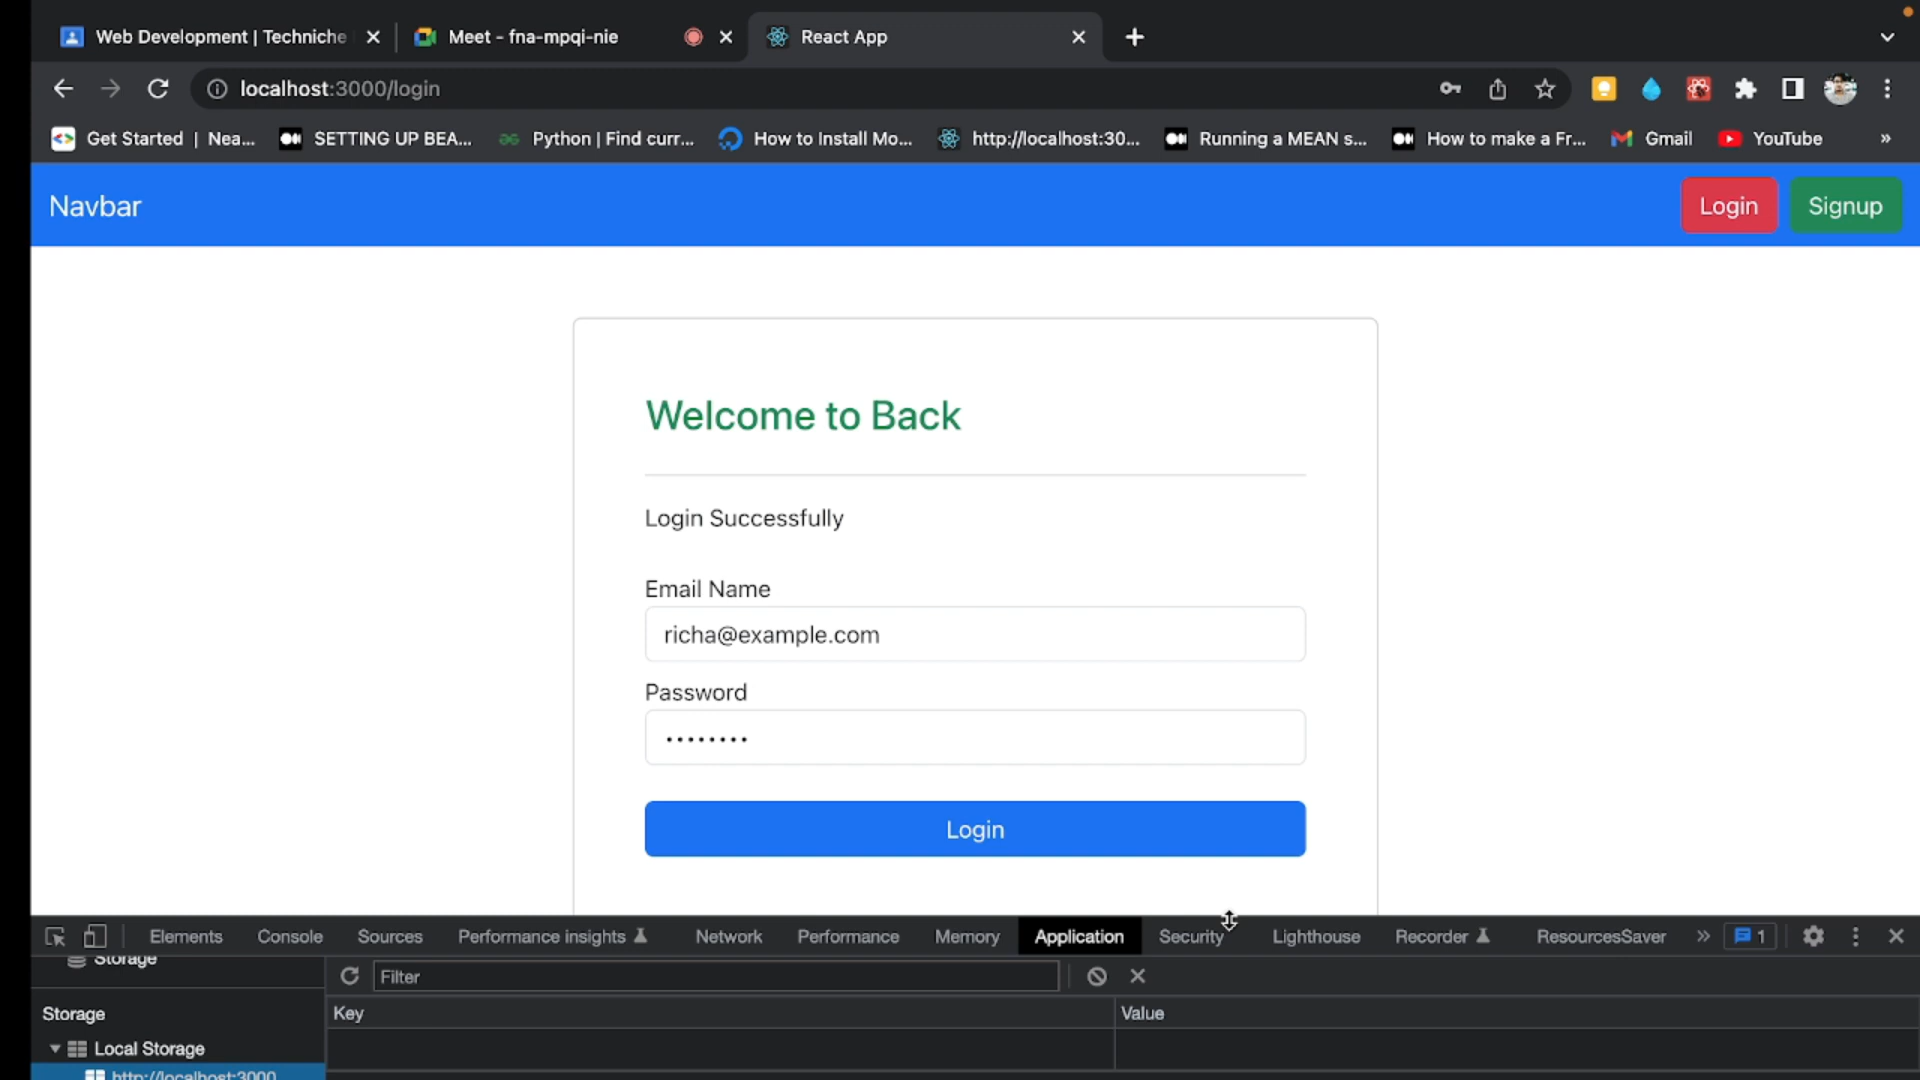 Web Development | Techniche
Meet - fna-mpqi-nie
React App
localhost:3000/login
Get Started | Nea...
SETTING UP BEA...
Python | Find curr...
How to Install Mo...
http://localhost:30...
Running a MEAN s...
How to make a Fr...
Gmail
YouTube
»
Navbar
Login
Signup
Welcome to Back
Login Successfully
Email Name
richa@example.com
Password
Login
Elements
Console
Sources
Performance insights
Network
Performance
Memory
Application
Security
Lighthouse
Recorder
ResourcesSaver
»
1
Storage
Filter
Storage
Key
Value
Local Storage
http://localhost:3000